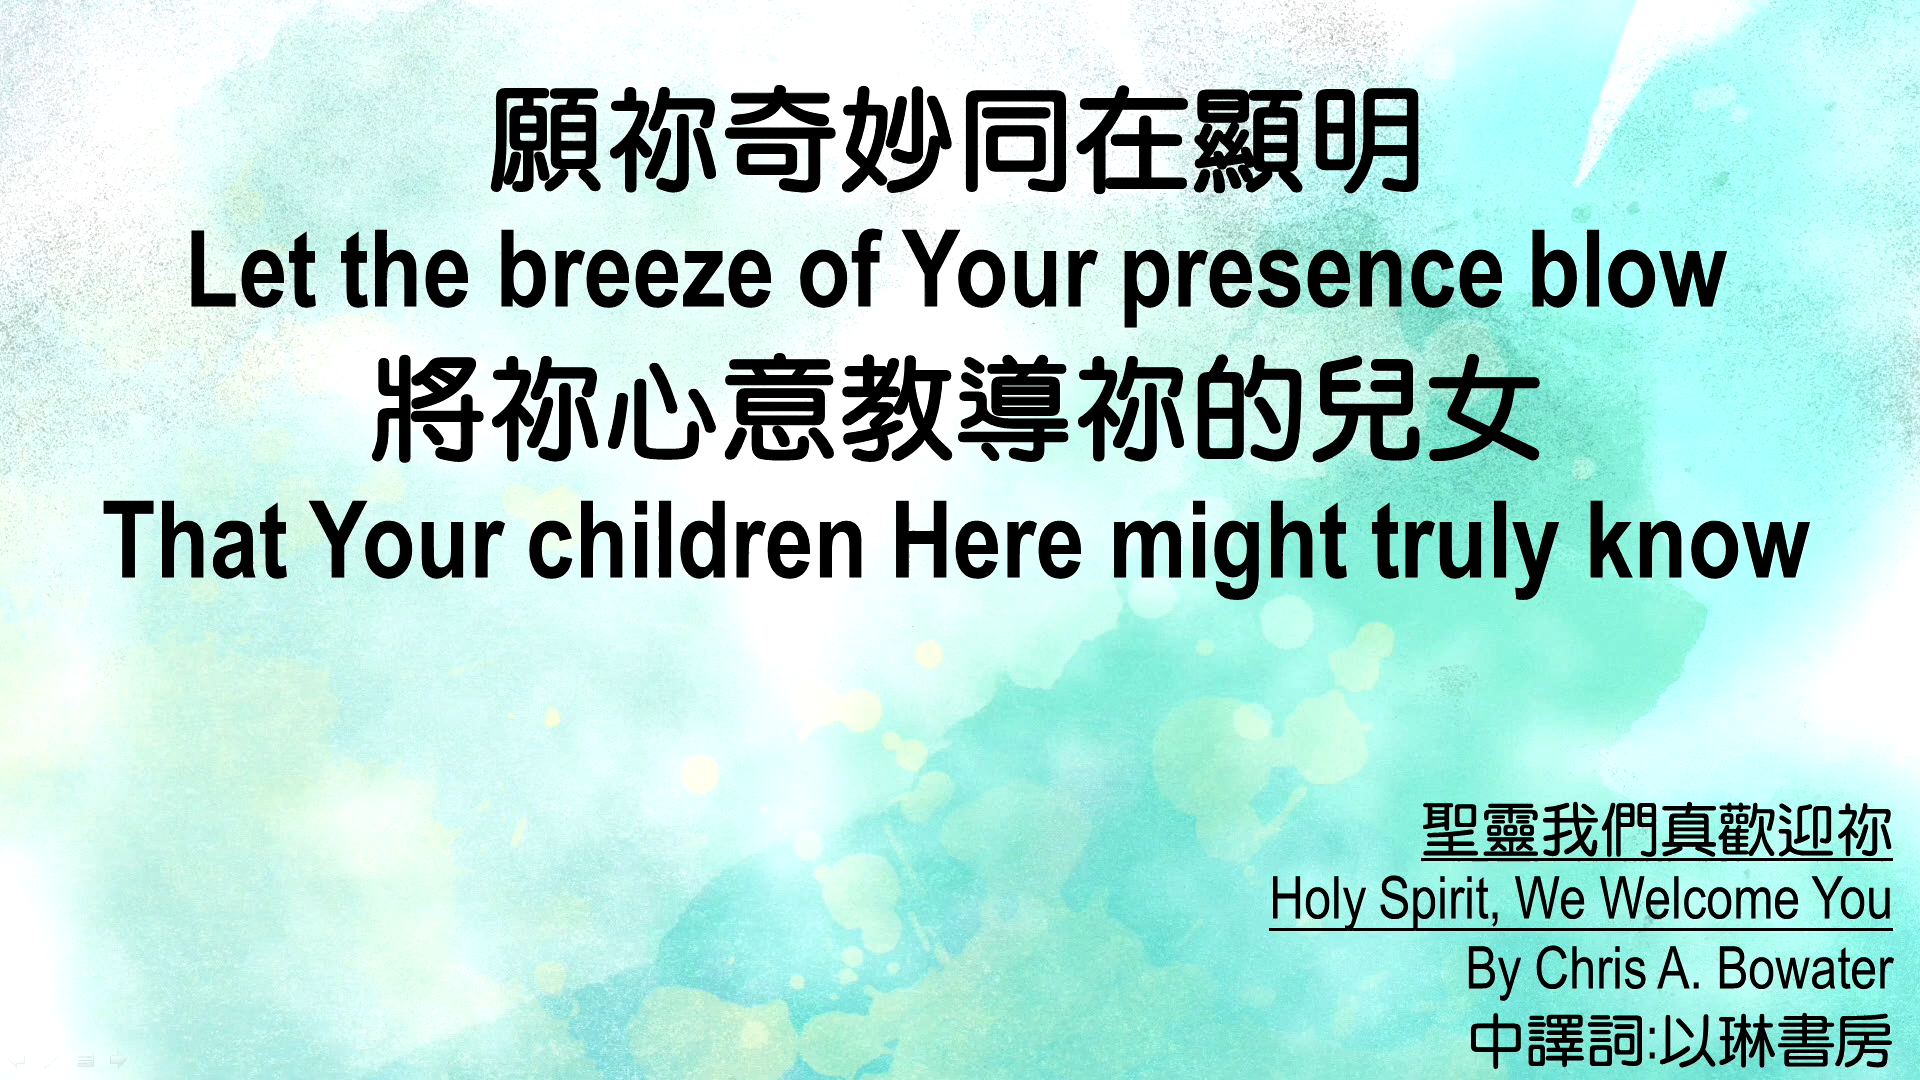 願祢奇妙同在顯明
Let the breeze of Your presence blow
將祢心意教導祢的兒女
That Your children Here might truly know
聖靈我們真歡迎祢
Holy Spirit, We Welcome You
By Chris A. Bowater
中譯詞:以琳書房